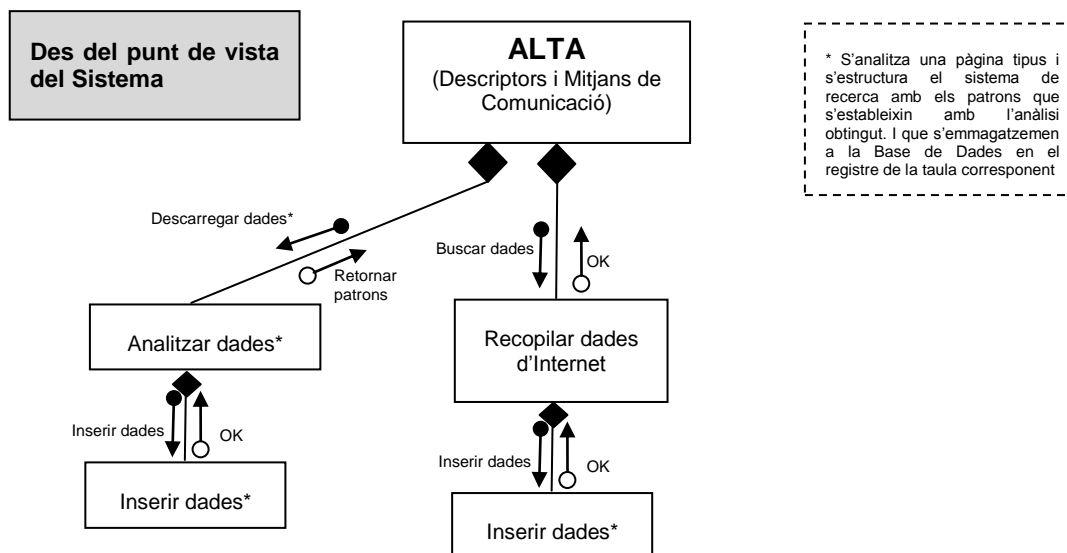 Des del punt de vista
del Sistema
ALTA
(Descriptors i Mitjans de
Comunicació)
* S’analitza una pàgina tipus i
s’estructura el sistema de
recerca amb els patrons que
s’estableixin amb l’anàlisi
obtingut. I que s’emmagatzemen
a la Base de Dades en el
registre de la taula corresponent
Descarregar dades*
Retornar
patrons
Buscar dades
OK
Analitzar dades*
Recopilar dades
d’Internet
Inserir dades
OK
Inserir dades
OK
Inserir dades*
Inserir dades*